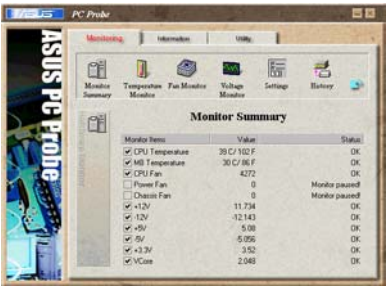 ASUS PC Probe
Monitoring Information Utility
ASUS PC Probe
Monitor Summary
Temperature Monitor
Fan Monitor
Voltage Monitor
Settings
History
Monitor Summary
Monitor Items Value Status
CPU Temperature 39 C/ 102 F OK
MB Temperature 30 C/ 86 F OK
CPU Fan 4272 OK
Power Fan 0 Monitor paused!
Chassis Fan 0 Monitor paused!
+12V 11.734 OK
-12V -12.143 OK
+5V 5.08 OK
-5V -5.056 OK
+3.3V 3.52 OK
VCore 2.048 OK